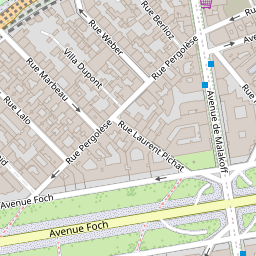 Rue Weber
Rue Berlioz
Ave
Villa Dupont
Rue Pergolèse
Rue Marbeau
Avenue de Malakoff
Rue Lalo
Rue Laurent Pichat
Rue Pergolèse
Avenue Foch
Avenue Foch